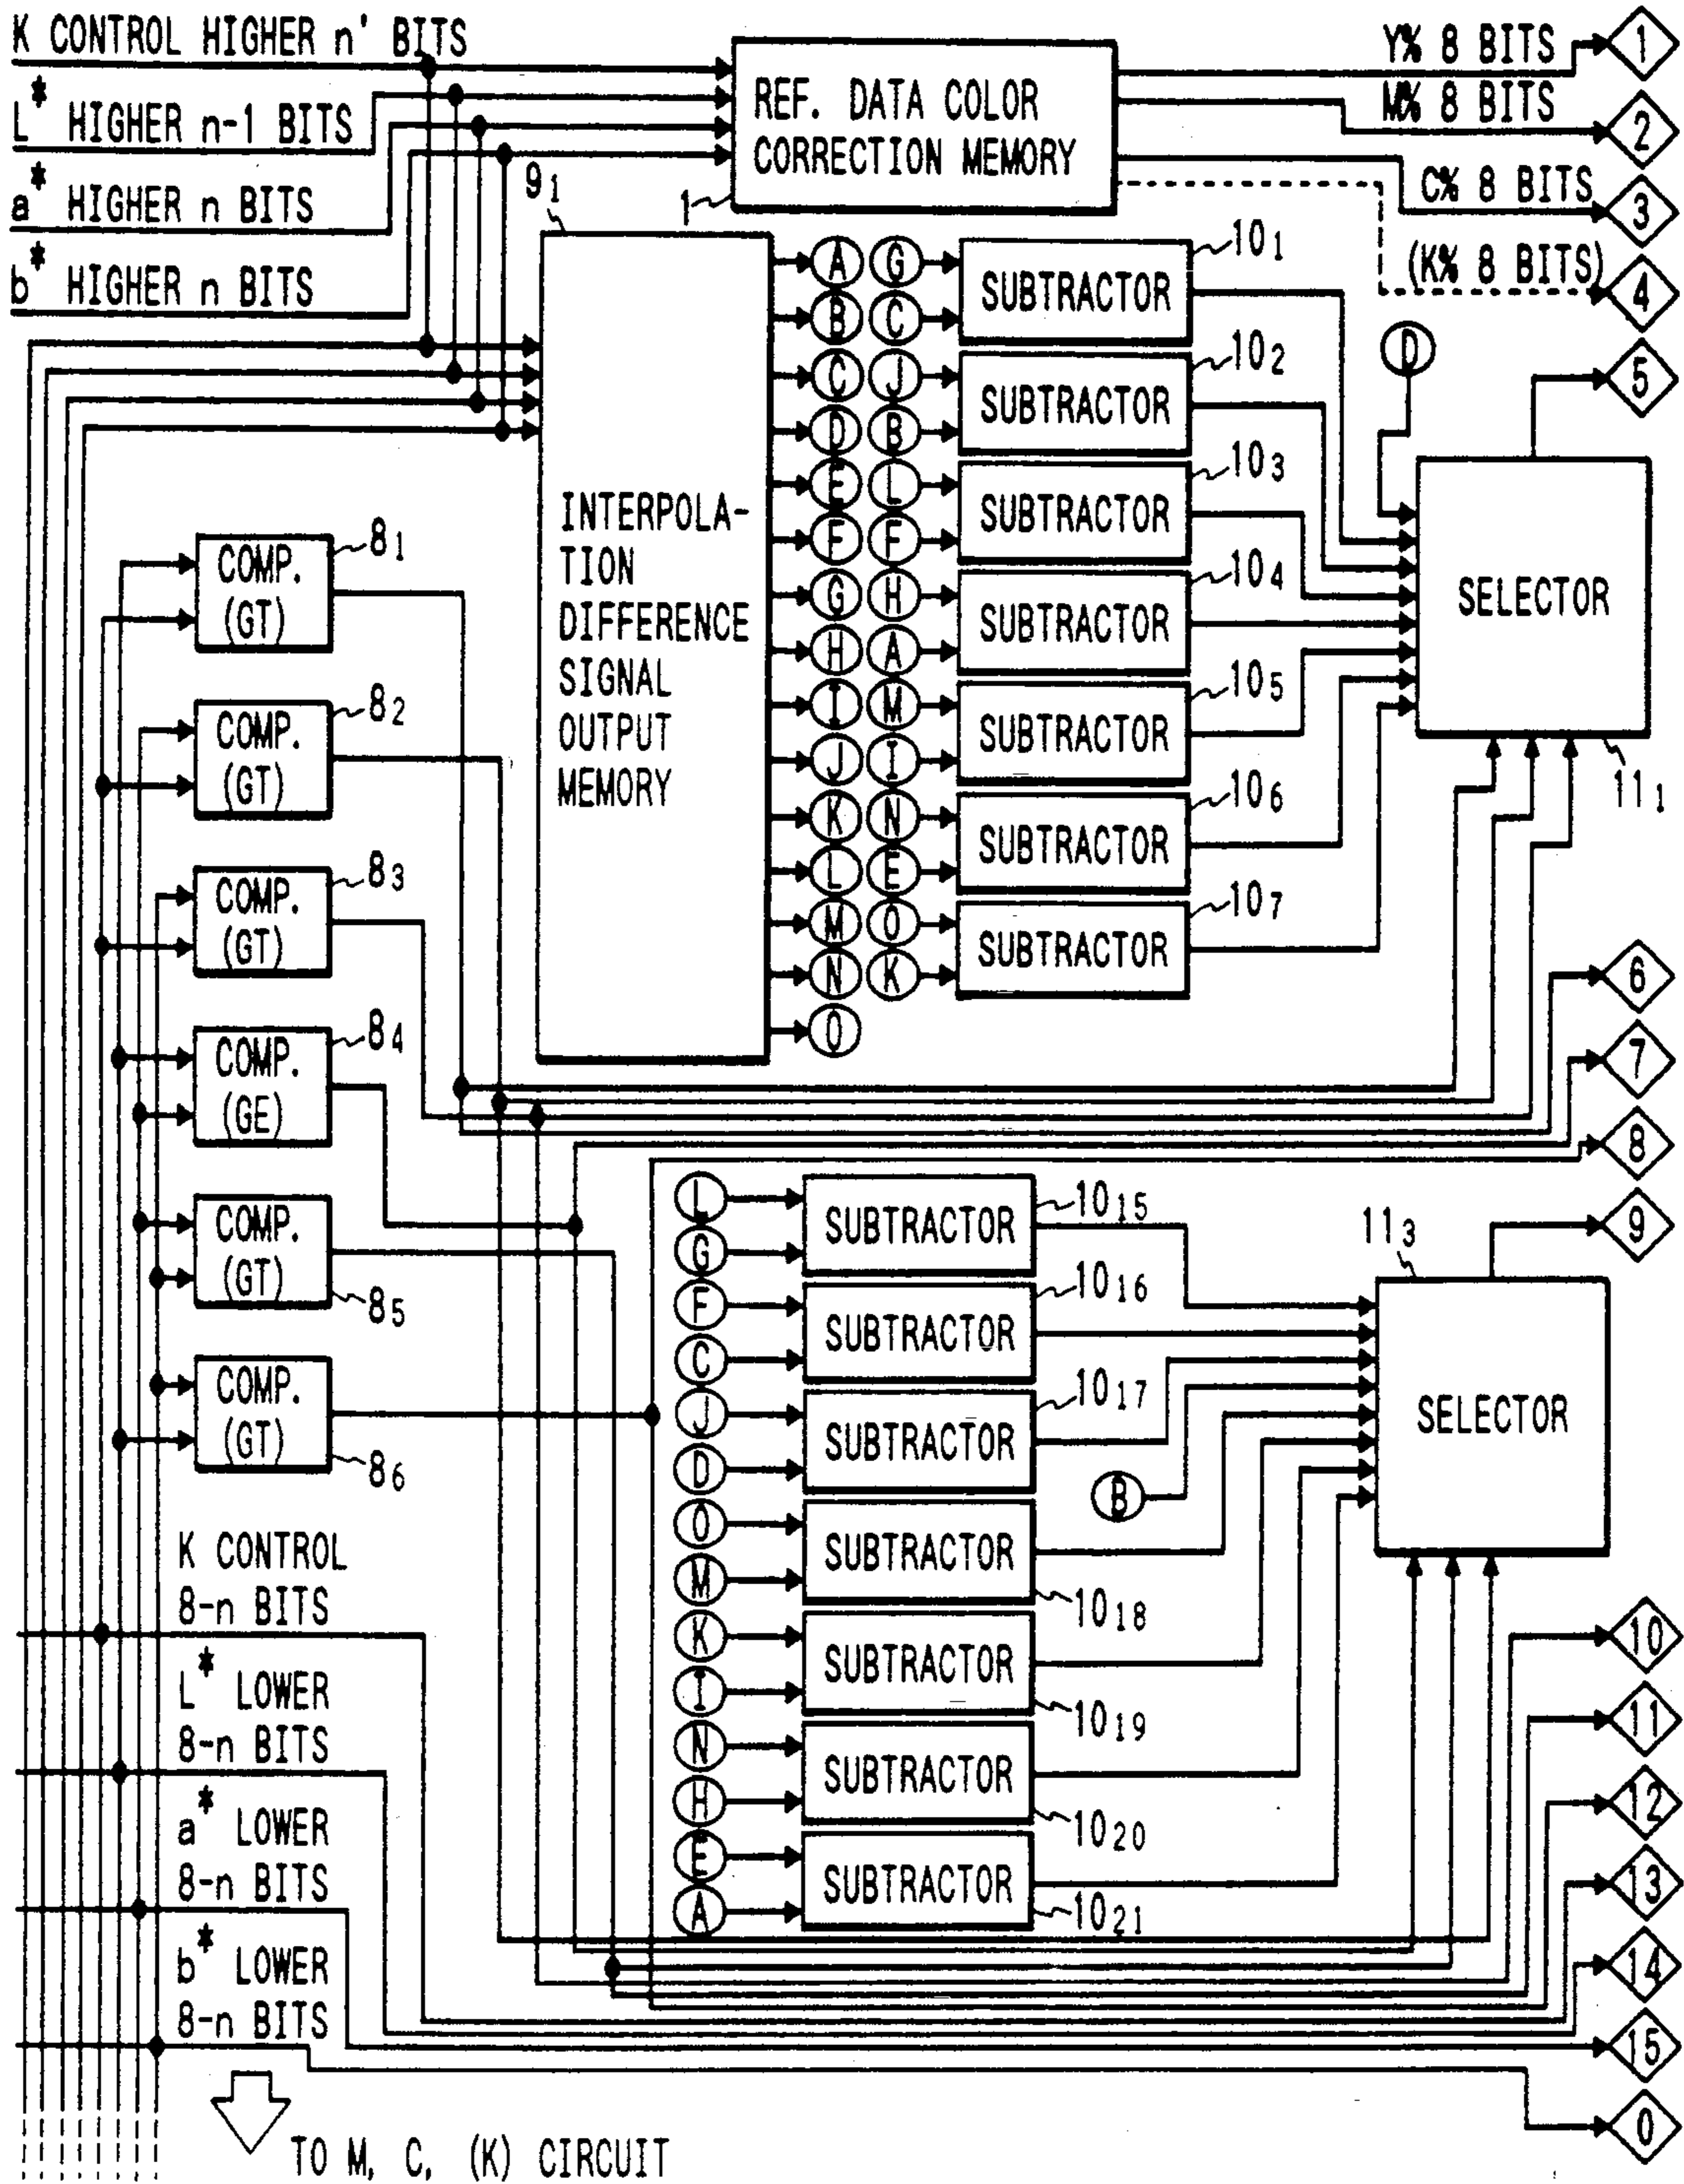 K CONTROL HIGHER n' BITS
L* HIGHER n-1 BITS
a* HIGHER n BITS
b* HIGHER n BITS
REF. DATA COLOR
CORRECTION MEMORY
1
Y% 8 BITS
1
M% 8 BITS
2
C% 8 BITS
3
(K% 8 BITS)
4
D
5
9₁
INTERPOLA-
TION
DIFFERENCE
SIGNAL
OUTPUT
MEMORY
A
B
C
D
E
F
G
H
I
J
K
L
M
N
O
G
C
SUBTRACTOR
10₁
J
B
SUBTRACTOR
10₂
L
F
SUBTRACTOR
10₃
H
A
SUBTRACTOR
10₄
M
I
SUBTRACTOR
10₅
N
E
SUBTRACTOR
10₆
O
K
SUBTRACTOR
10₇
SELECTOR
11₁
COMP.
(GT)
8₁
COMP.
(GT)
8₂
COMP.
(GT)
8₃
COMP.
(GE)
8₄
COMP.
(GT)
8₅
COMP.
(GT)
8₆
6
7
8
9
L
G
SUBTRACTOR
10₁₅
F
C
SUBTRACTOR
10₁₆
J
D
SUBTRACTOR
10₁₇
O
M
SUBTRACTOR
10₁₈
K
I
SUBTRACTOR
10₁₉
N
H
SUBTRACTOR
10₂₀
E
A
SUBTRACTOR
10₂₁
B
11₃
SELECTOR
K CONTROL
8-n BITS
L* LOWER
8-n BITS
a* LOWER
8-n BITS
b* LOWER
8-n BITS
10
11
12
13
14
15
0
TO M, C, (K) CIRCUIT